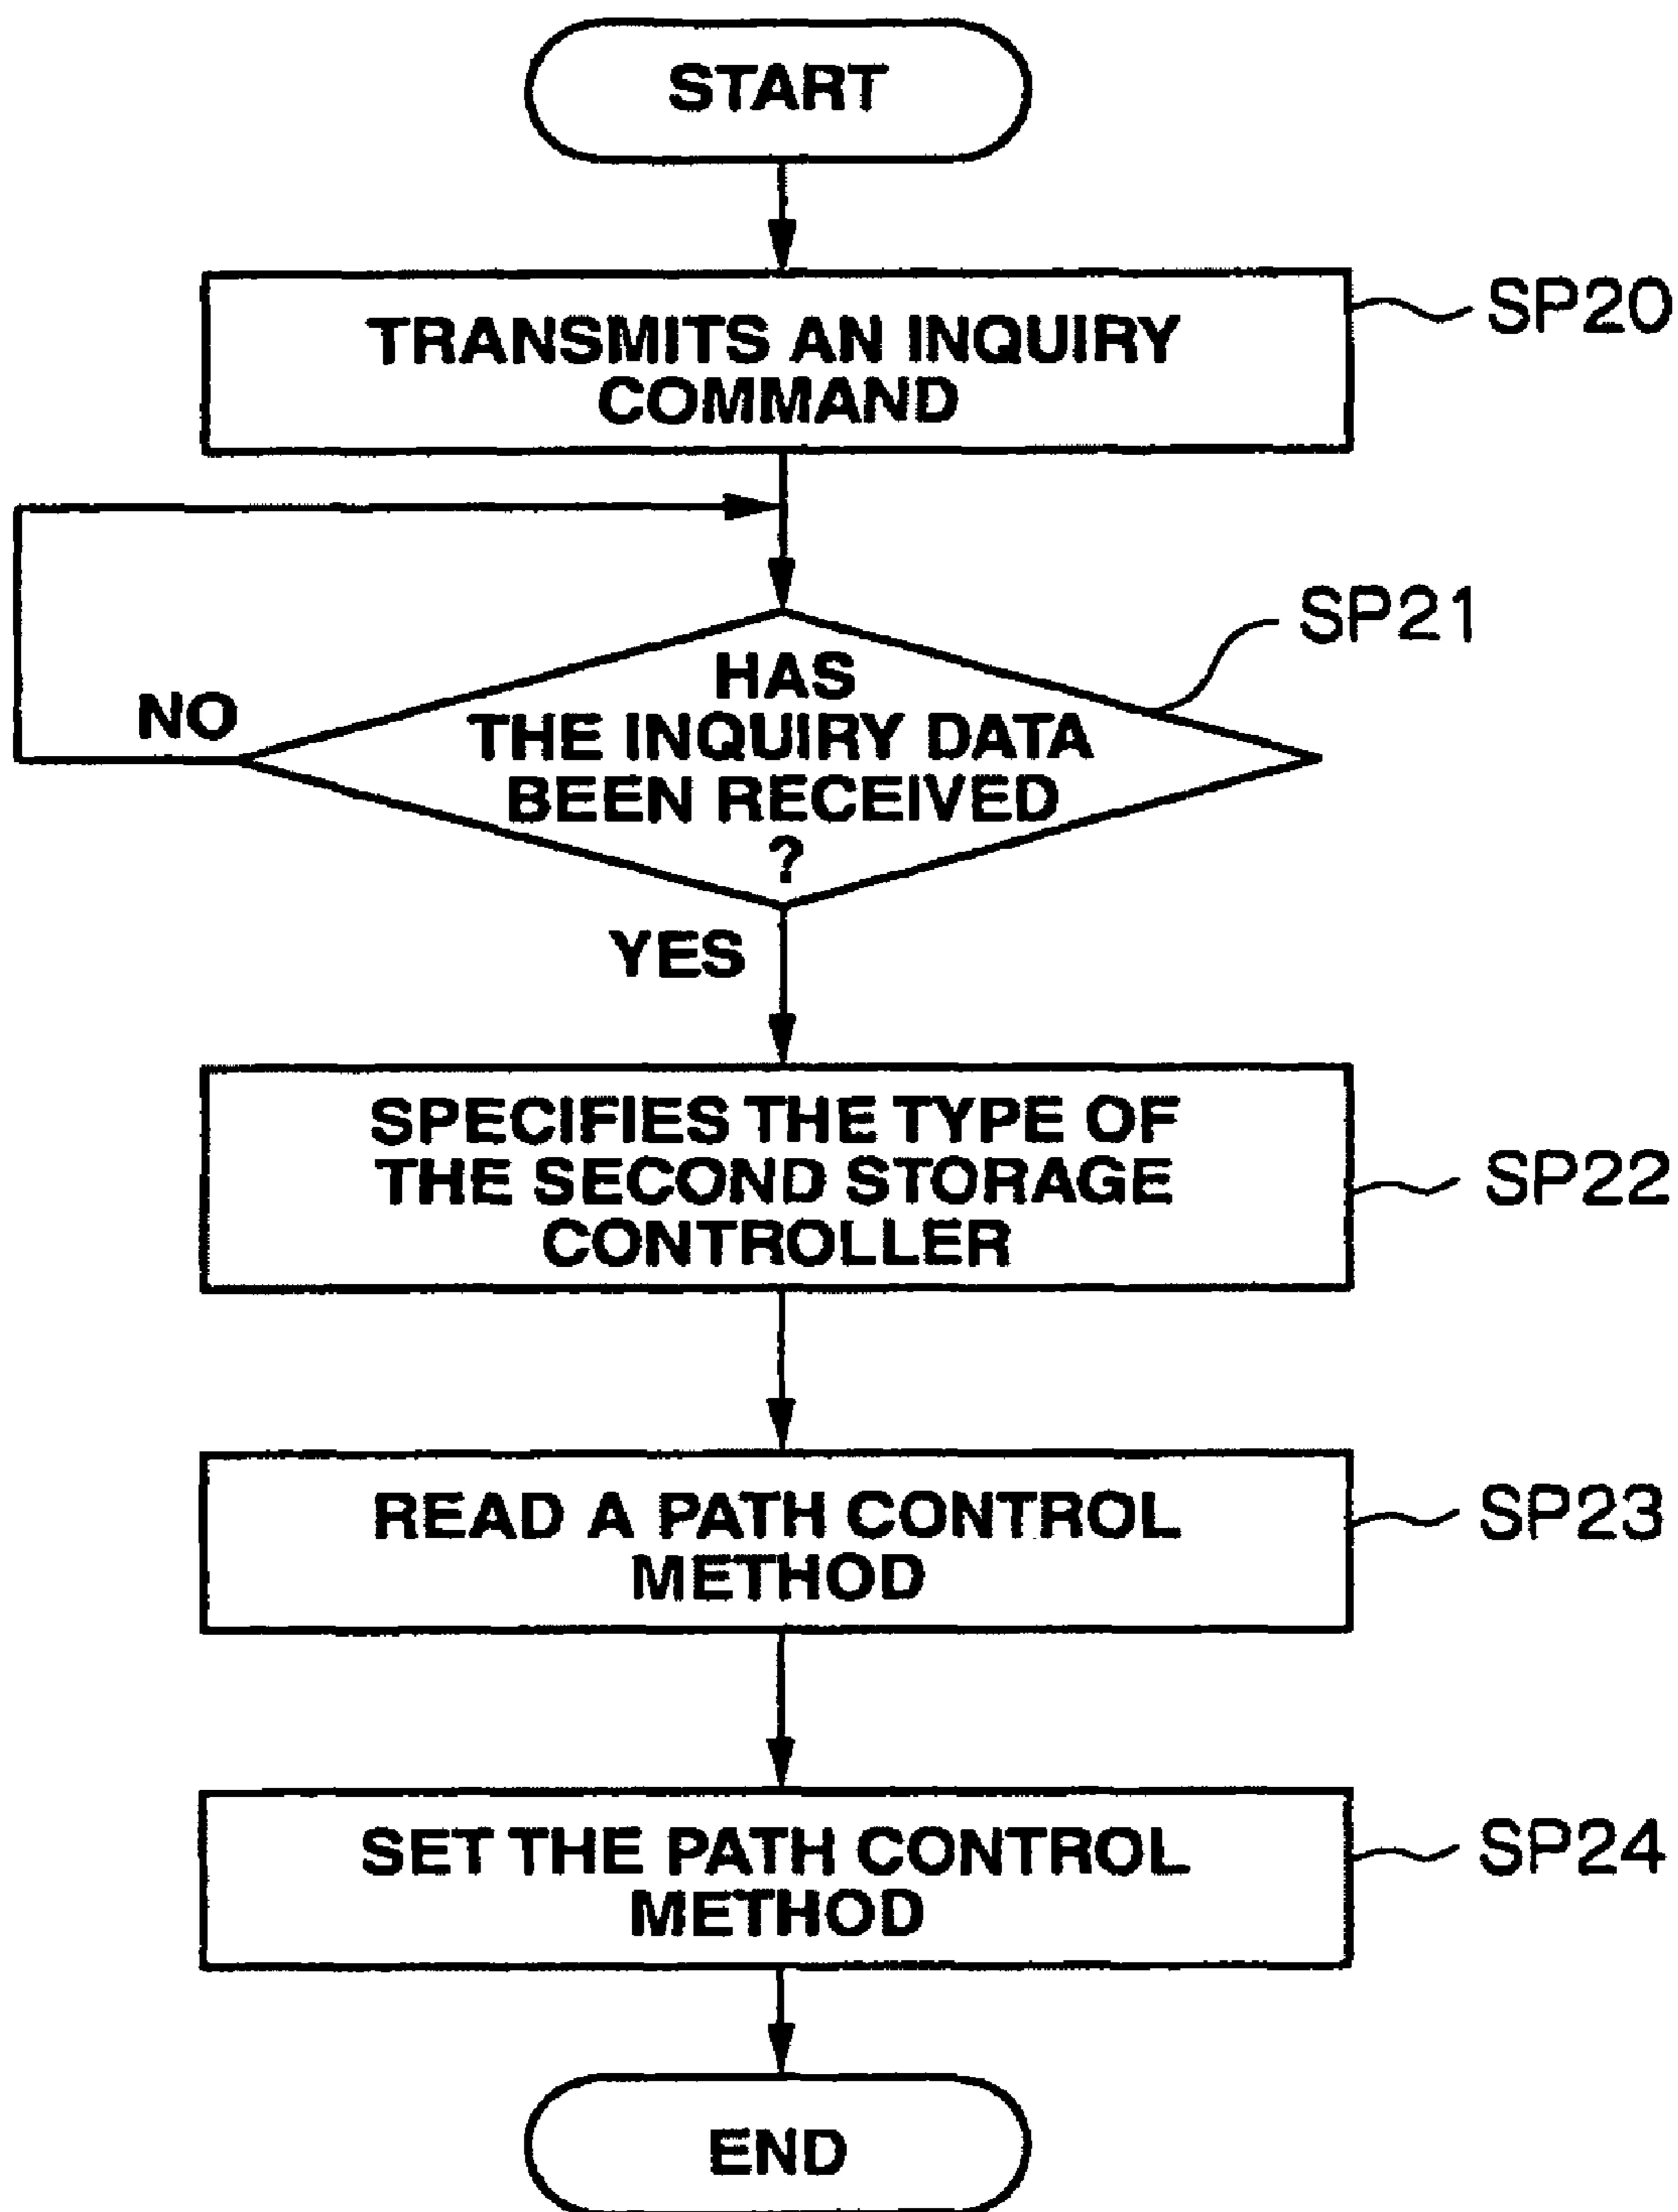 START
TRANSMITS AN INQUIRY
COMMAND
SP20
HAS
THE INQUIRY DATA
BEEN RECEIVED
?
SP21
NO
YES
SPECIFIES THE TYPE OF
THE SECOND STORAGE
CONTROLLER
SP22
READ A PATH CONTROL
METHOD
SP23
SET THE PATH CONTROL
METHOD
SP24
END